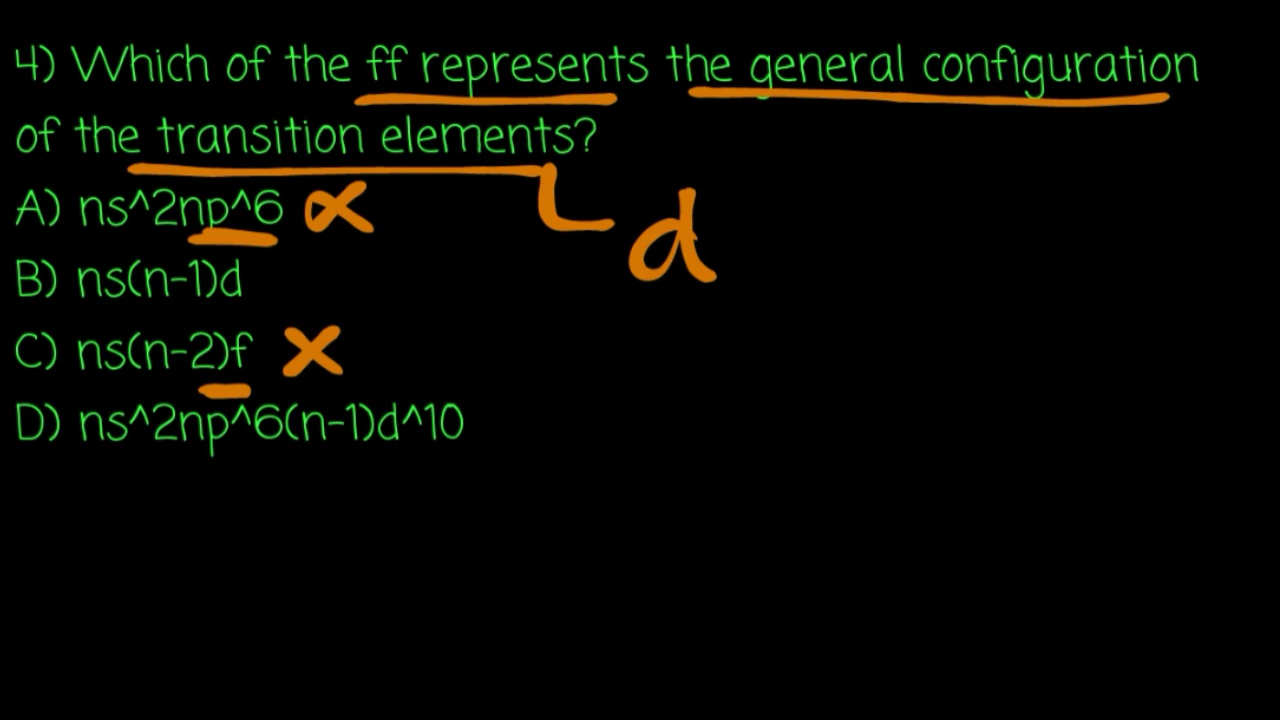 4) Which of the ff represents the general configuration
of the transition elements?
d
A) ns^2np^6 x
B) ns(n-1)d
C) ns(n-2)f x
D) ns^2np^6(n-1)d^10